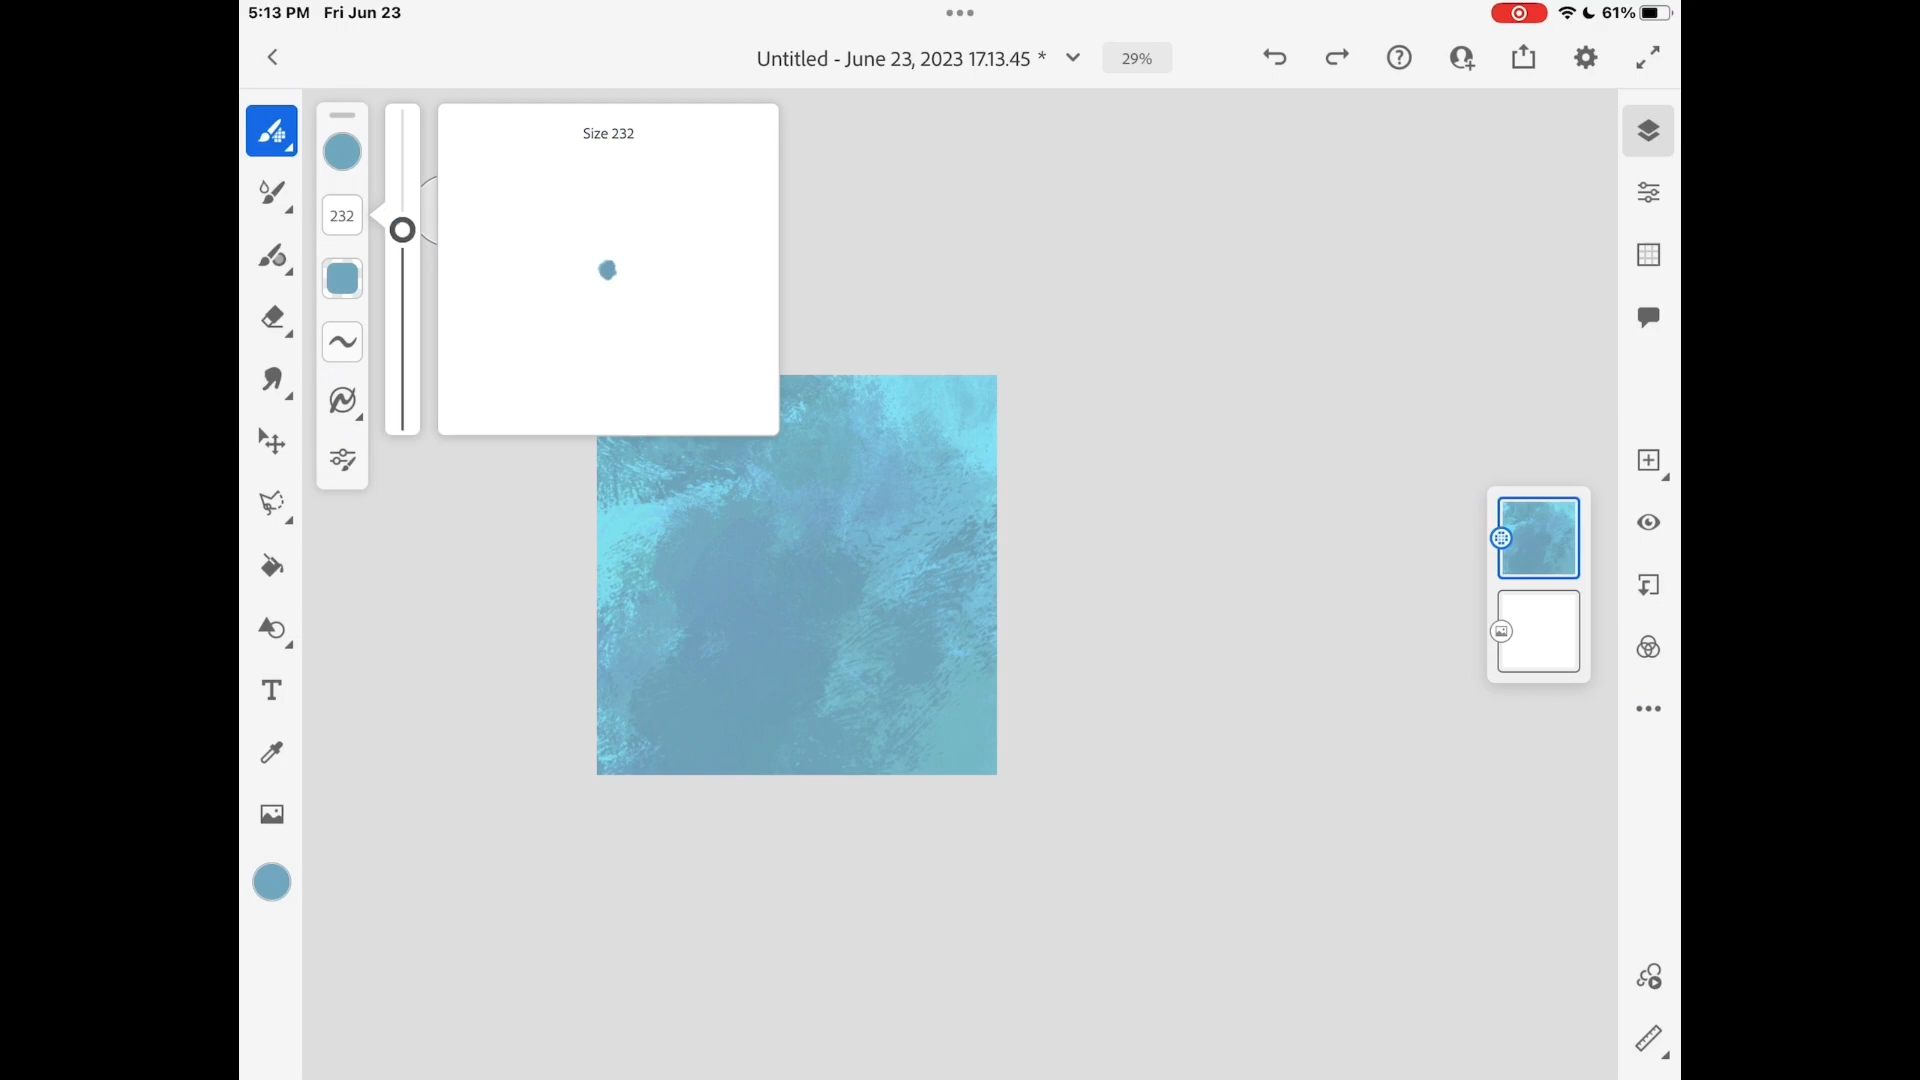 5:13 PM Fri Jun 23
61%
Untitled - June 23, 2023 17.13.45 *
29%
Size 232
232
T